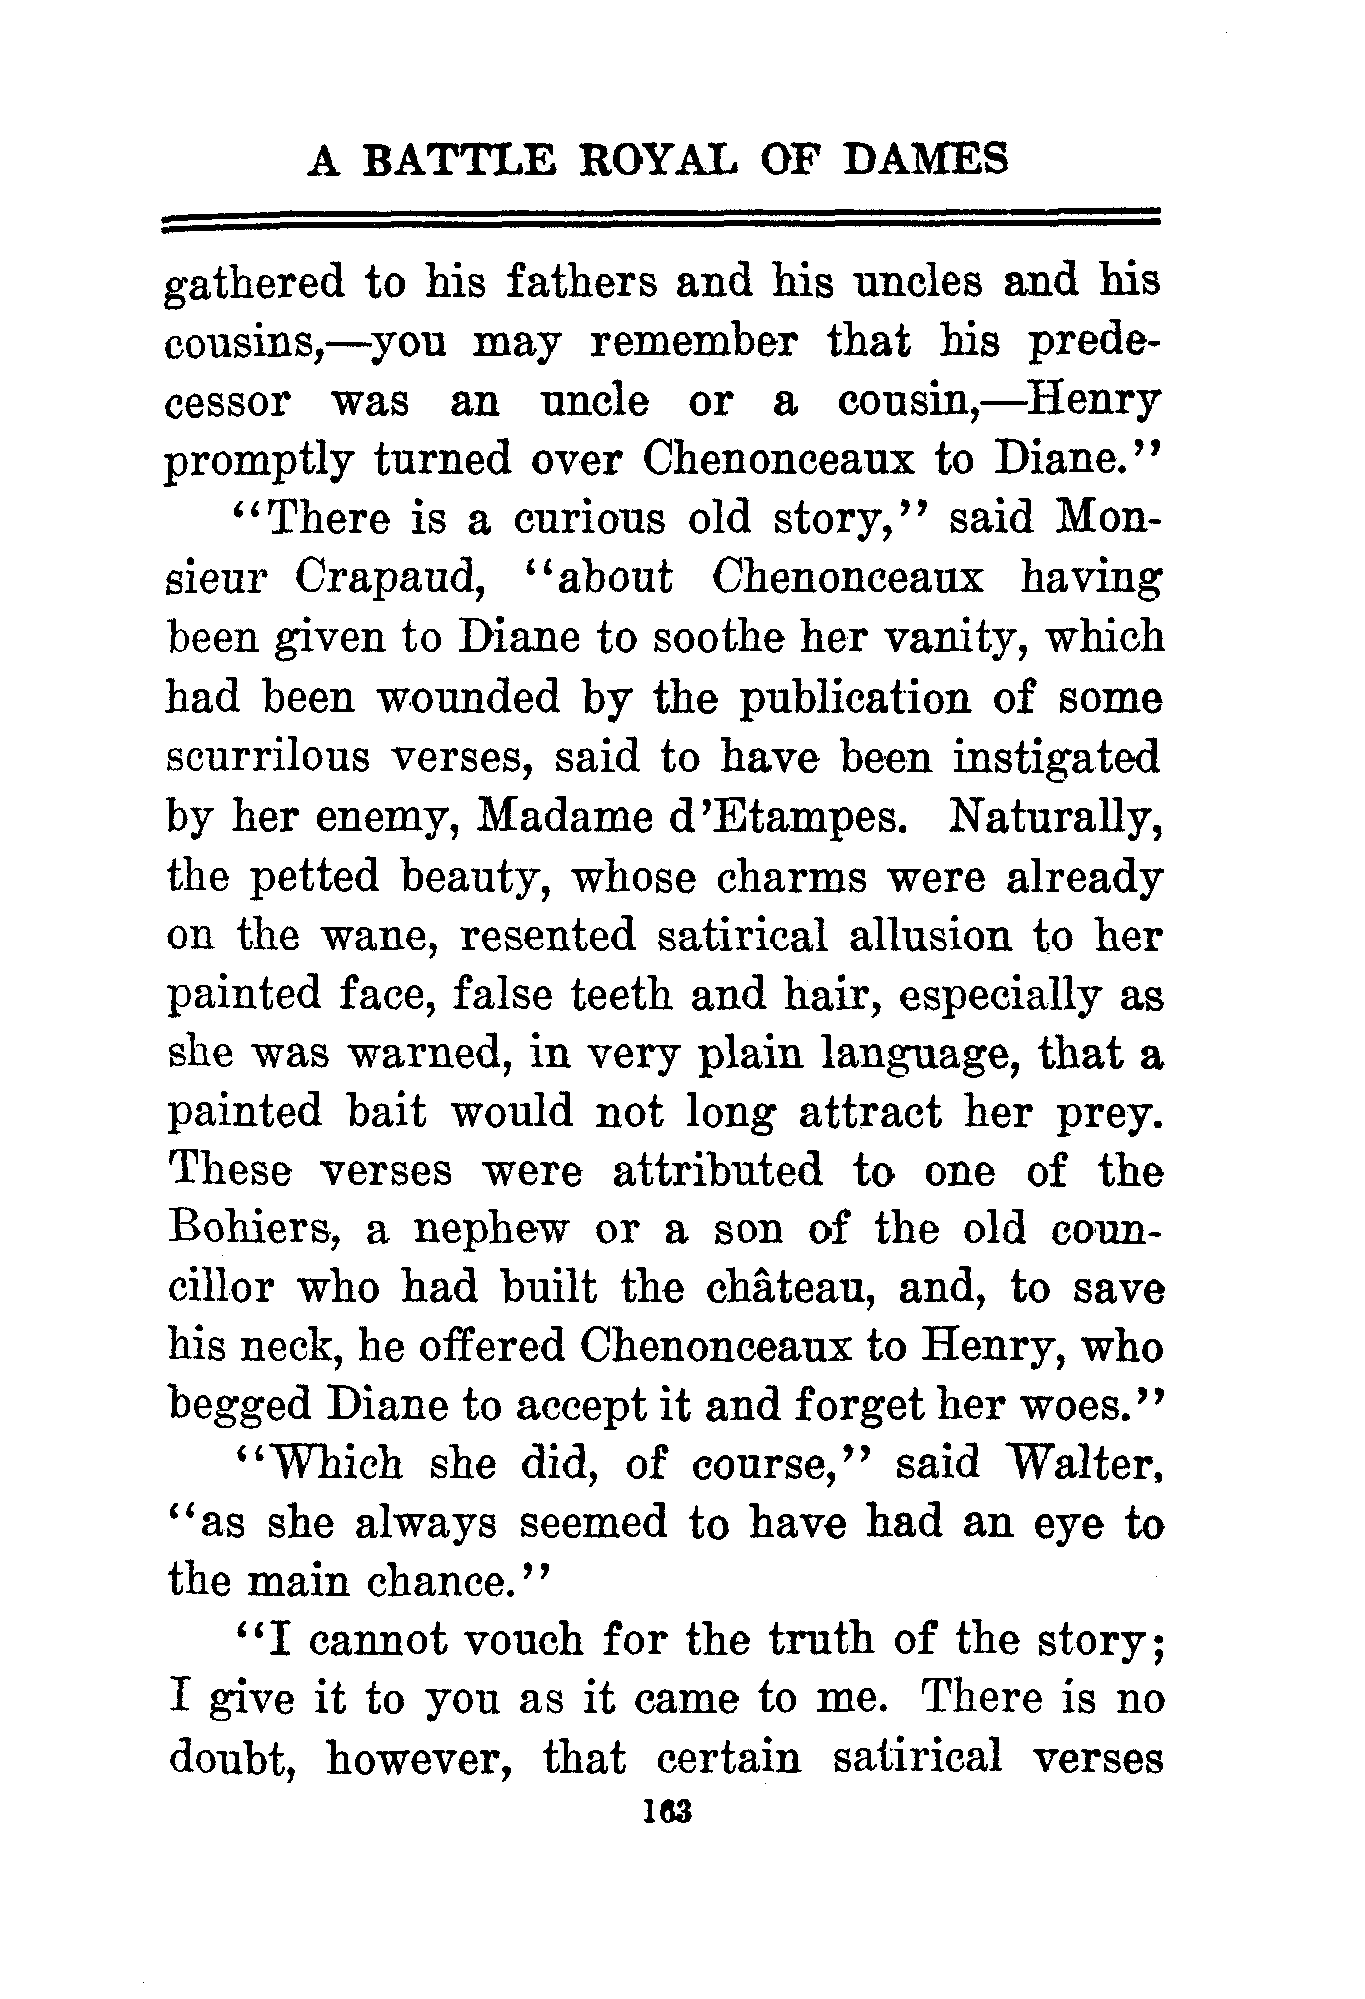 A BATTLE ROYAL OF DAMES
gathered to his fathers and his uncles and his
cousins,—you may remember that his prede-
cessor was an uncle or a cousin,—Henry
promptly turned over Chenonceaux to Diane.''
''There is a curious old story,'' said Mon-
sieur Crapaud, ''about Chenonceaux having
been given to Diane to soothe her vanity, which
had been wounded by the publication of some
scurrilous verses, said to have been instigated
by her enemy, Madame d'Etampes. Naturally,
the petted beauty, whose charms were already
on the wane, resented satirical allusion to her
painted face, false teeth and hair, especially as
she was warned, in very plain language, that a
painted bait would not long attract her prey.
These verses were attributed to one of the
Bohiers, a nephew or a son of the old coun-
cillor who had built the château, and, to save
his neck, he offered Chenonceaux to Henry, who
begged Diane to accept it and forget her woes.''
''Which she did, of course,'' said Walter,
''as she always seemed to have had an eye to
the main chance.''
''I cannot vouch for the truth of the story;
I give it to you as it came to me. There is no
doubt, however, that certain satirical verses
163